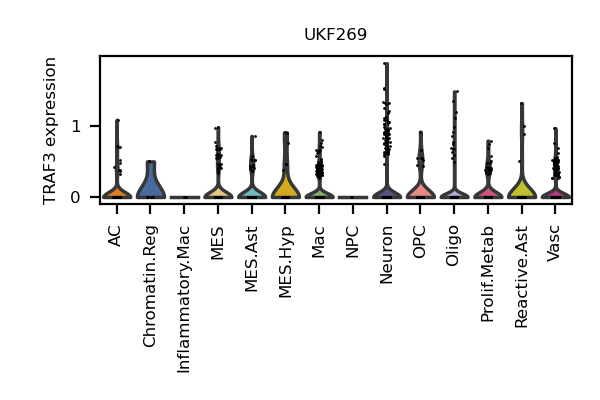 UKF269
TRAF3 expression
1
0
AC
Chromatin.Reg
Inflammatory.Mac
MES
MES.Ast
MES.Hyp
Mac
NPC
Neuron
OPC
Oligo
Prolif.Metab
Reactive.Ast
Vasc